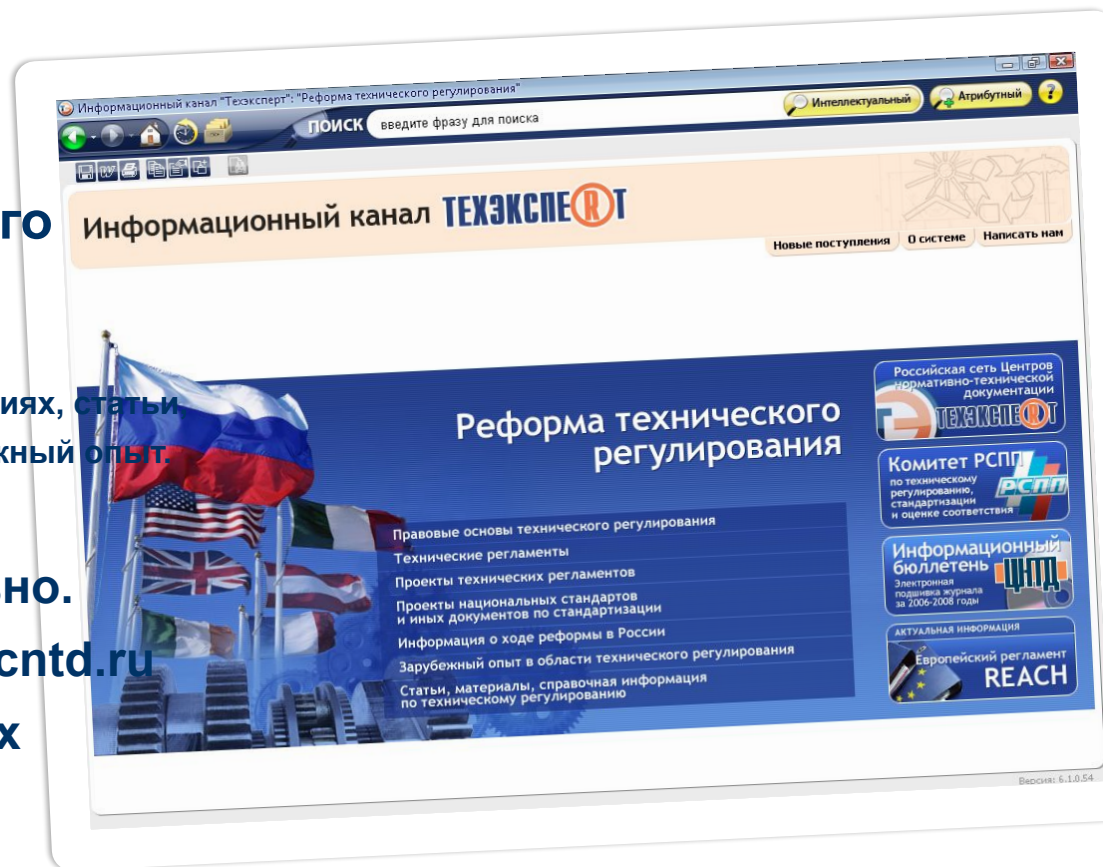 го
иях, статьи
жный опыт.
ьно.
cntd.ru
х
Информационный канал "Техэксперт": "Реформа технического регулирования"
ПОИСК введите фразу для поиска
Интеллектуальный
Атрибутный
?
Информационный канал ТЕХЭКСПЕRТ
Новые поступления О системе Написать нам
Реформа технического
регулирования
Правовые основы технического регулирования
Технические регламенты
Проекты технических регламентов
Проекты национальных стандартов
и иных документов по стандартизации
Информация о ходе реформы в России
Зарубежный опыт в области технического регулирования
Статьи, материалы, справочная информация
по техническому регулированию
Российская сеть Центров
нормативно-технической
документации
ТЕХЭКСПЕRТ
Комитет РСПП
по техническому
регулированию,
стандартизации
и оценке соответствия
РСПП
Информационный
бюллетень
Электронная
подшивка журнала
за 2006-2008 годы
ЦНТД
АКТУАЛЬНАЯ ИНФОРМАЦИЯ
Европейский регламент
REACH
Версия: 6.1.0.54